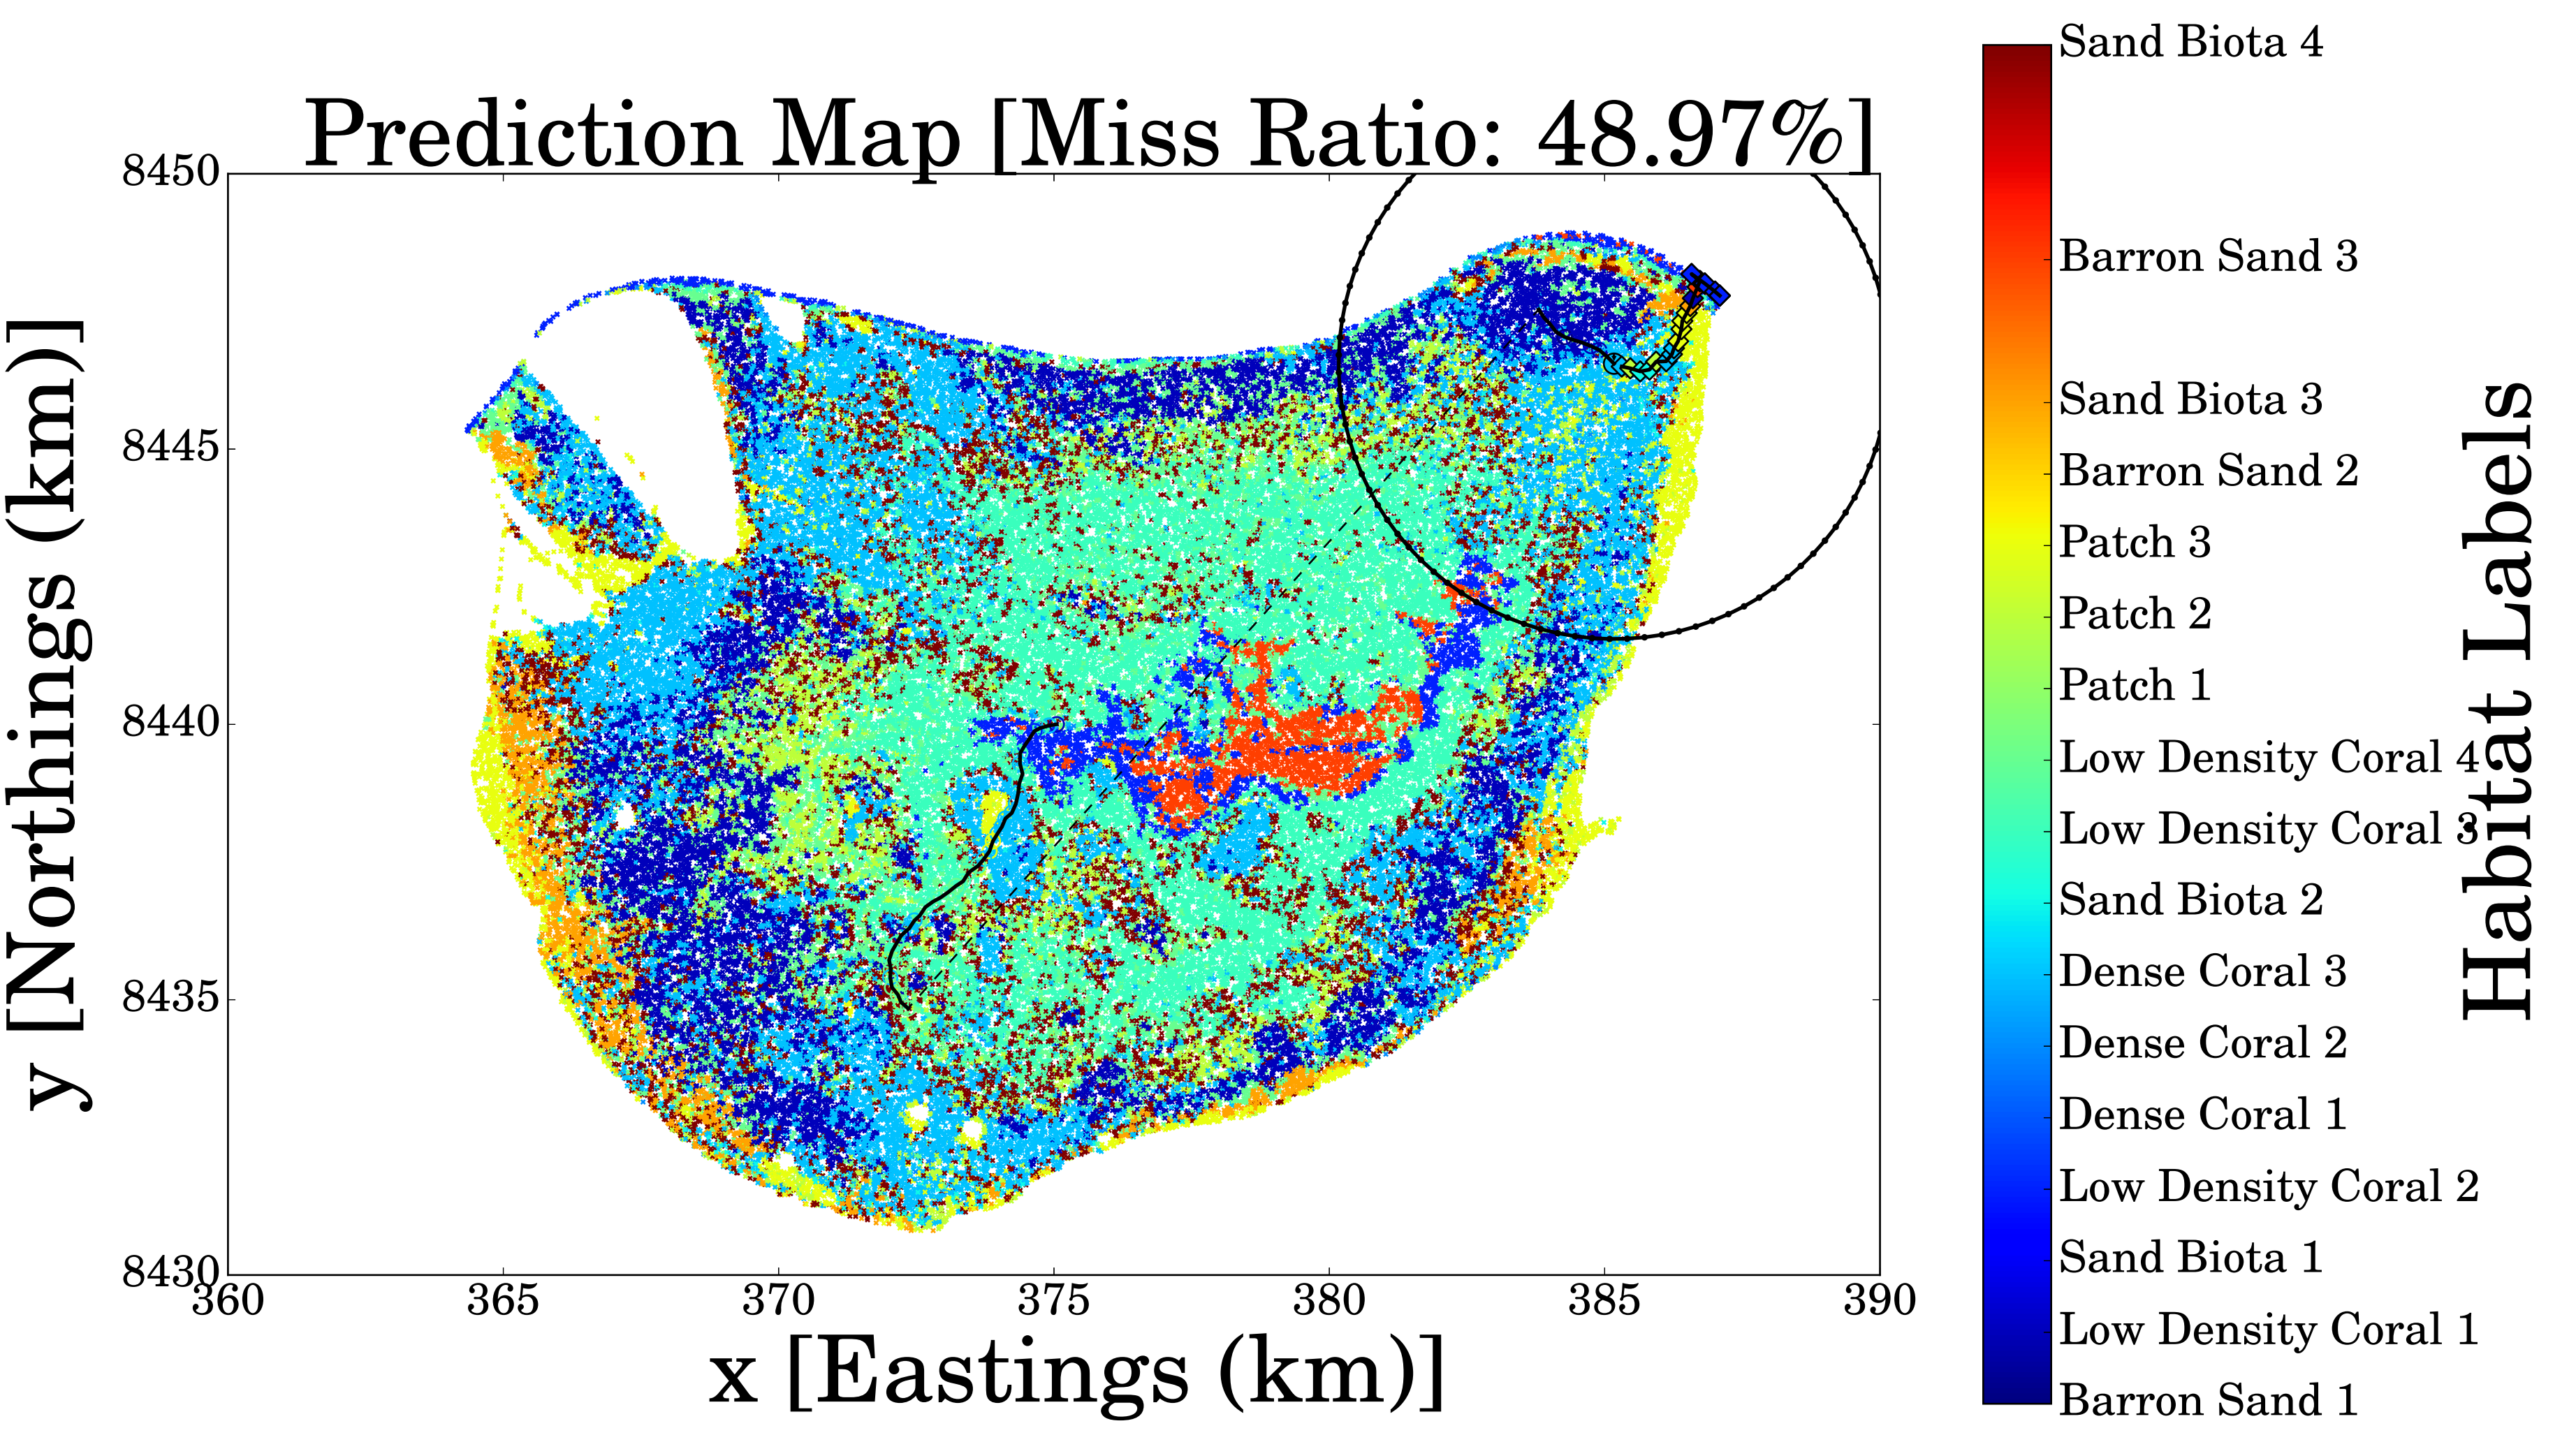 Prediction Map [Miss Ratio: 48.97%]
y [Northings (km)]
8450
8445
8440
8435
8430
360
365
370
375
380
385
390
x [Eastings (km)]
Sand Biota 4
Barron Sand 3
Sand Biota 3
Barron Sand 2
Patch 3
Patch 2
Patch 1
Low Density Coral 4
Low Density Coral 3
Sand Biota 2
Dense Coral 3
Dense Coral 2
Dense Coral 1
Low Density Coral 2
Sand Biota 1
Low Density Coral 1
Barron Sand 1
Habitat Labels